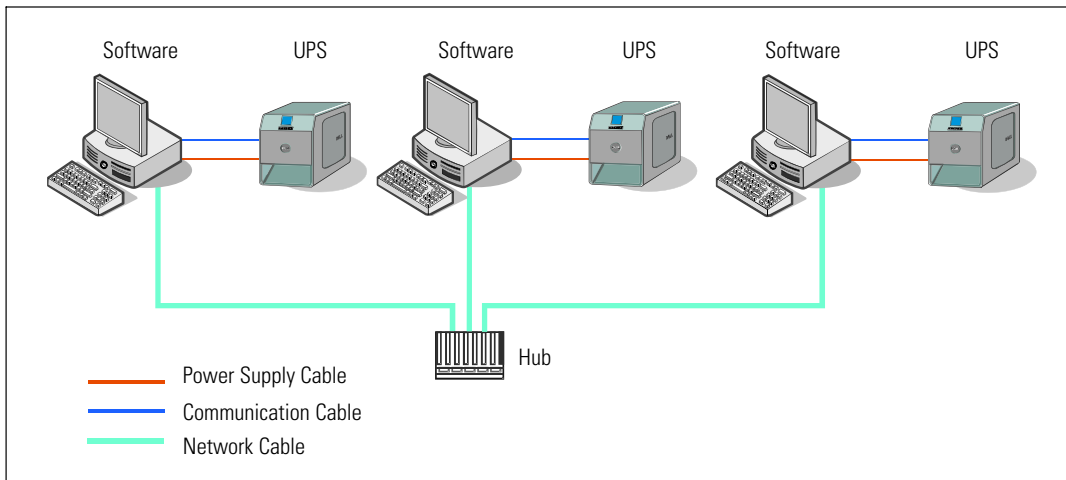 Software UPS Software UPS Software UPS
Hub
Power Supply Cable
Communication Cable
Network Cable